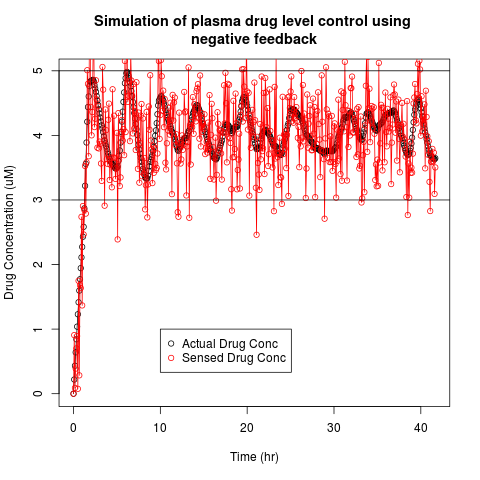 Simulation of plasma drug level control using
negative feedback
Drug Concentration (uM)
5
4
3
2
1
0
Actual Drug Conc
Sensed Drug Conc
0 10 20 30 40
Time (hr)